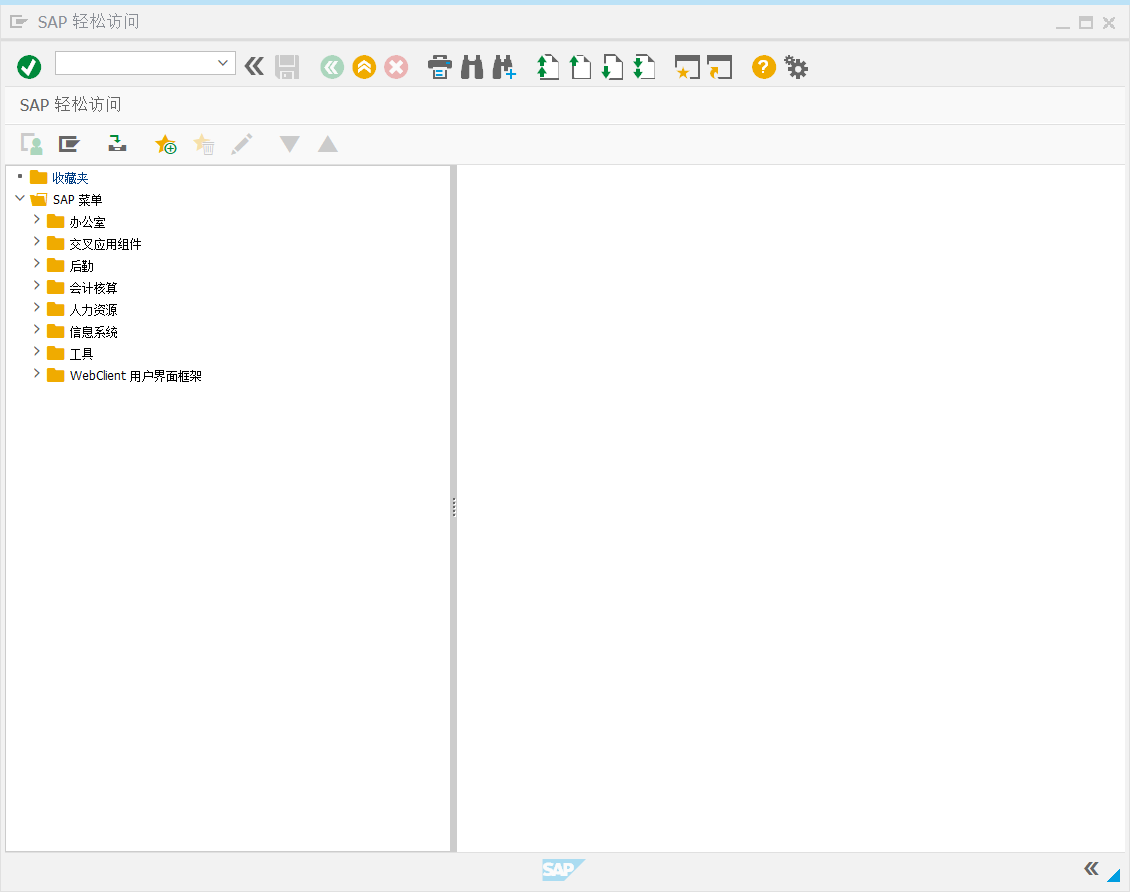 SAP 轻松访问
SAP 轻松访问
收藏夹
SAP 菜单
办公室
交叉应用组件
后勤
会计核算
人力资源
信息系统
工具
WebClient 用户界面框架
SAP